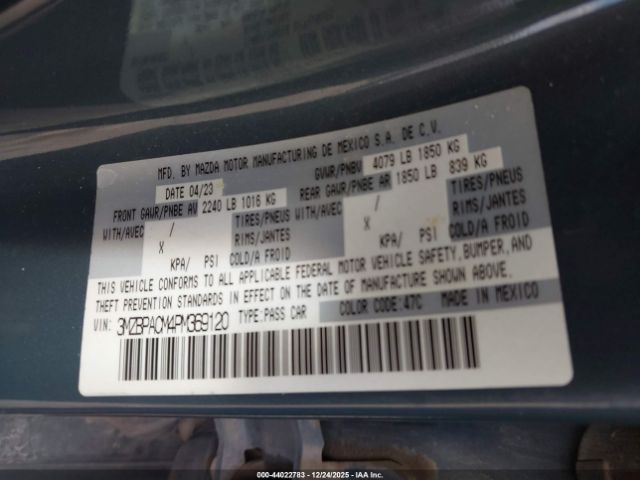 MFD. BY MAZDA MOTOR MANUFACTURING DE MEXICO S.A. DE C.V.
DATE 04/23 GVWR/PNBV 4079 LB 1850 KG
FRONT GAWR/PNBE AV 2240 LB 1016 KG REAR GAWR/PNBE AR 1850 LB 839 KG
WITH/AVEC / TIRES/PNEUS WITH/AVEC / TIRES/PNEUS
X RIMS/JANTES X RIMS/JANTES
KPA/ PSI COLD/A FROID KPA/ PSI COLD/A FROID
THIS VEHICLE CONFORMS TO ALL APPLICABLE FEDERAL MOTOR VEHICLE SAFETY, BUMPER, AND
THEFT PREVENTION STANDARDS IN EFFECT ON THE DATE OF MANUFACTURE SHOWN ABOVE.
VIN: 3MZBPACM4PM369120 TYPE:PASS CAR COLOR CODE: 47C MADE IN MEXICO
000-44022783 - 12/24/2025 - IAA Inc.